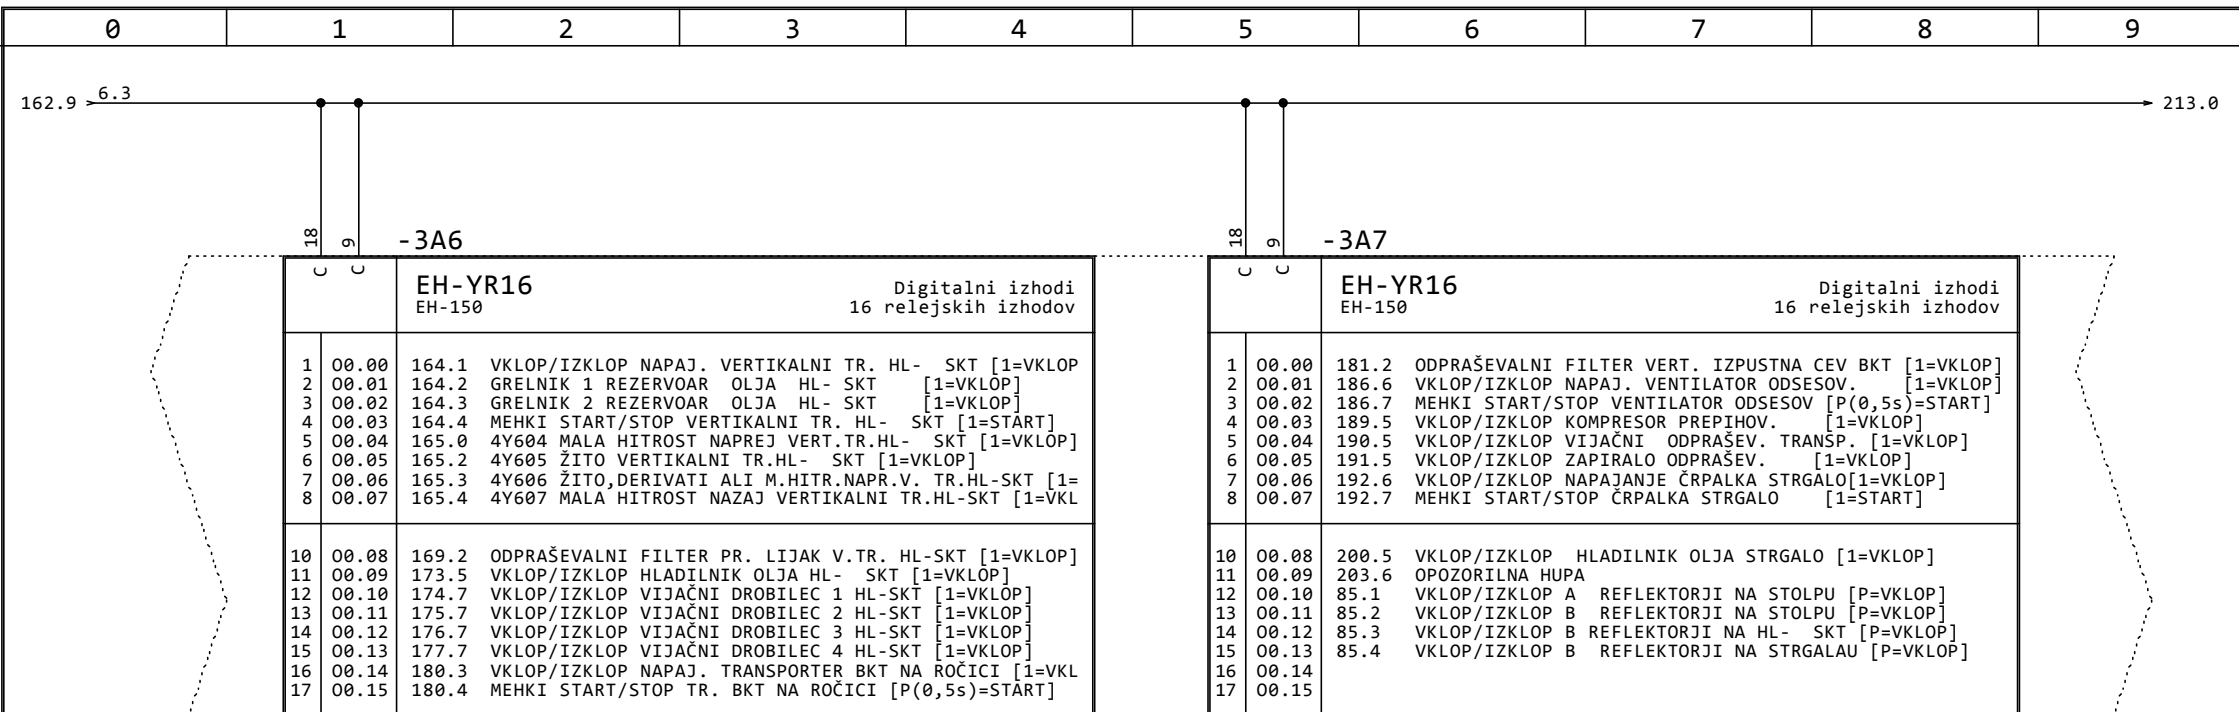 0 1 2 3 4 5 6 7 8 9
162.9 6.3 213.0
18 9 -3A6
C C
EH-YR16 Digitalni izhodi
EH-150 16 relejskih izhodov
1 O0.00 164.1 VKLOP/IZKLOP NAPAJ. VERTIKALNI TR. HL- SKT [1=VKLOP
2 O0.01 164.2 GRELNIK 1 REZERVOAR OLJA HL- SKT [1=VKLOP]
3 O0.02 164.3 GRELNIK 2 REZERVOAR OLJA HL- SKT [1=VKLOP]
4 O0.03 164.4 MEHKI START/STOP VERTIKALNI TR. HL- SKT [1=START]
5 O0.04 165.0 4Y604 MALA HITROST NAPREJ VERT.TR.HL- SKT [1=VKLOP]
6 O0.05 165.2 4Y605 ŽITO VERTIKALNI TR.HL- SKT [1=VKLOP]
7 O0.06 165.3 4Y606 ŽITO,DERIVATI ALI M.HITR.NAPR.V. TR.HL-SKT [1=
8 O0.07 165.4 4Y607 MALA HITROST NAZAJ VERTIKALNI TR.HL-SKT [1=VKL
10 O0.08 169.2 ODPRAŠEVALNI FILTER PR. LIJAK V.TR. HL-SKT [1=VKLOP]
11 O0.09 173.5 VKLOP/IZKLOP HLADILNIK OLJA HL- SKT [1=VKLOP]
12 O0.10 174.7 VKLOP/IZKLOP VIJAČNI DROBILEC 1 HL-SKT [1=VKLOP]
13 O0.11 175.7 VKLOP/IZKLOP VIJAČNI DROBILEC 2 HL-SKT [1=VKLOP]
14 O0.12 176.7 VKLOP/IZKLOP VIJAČNI DROBILEC 3 HL-SKT [1=VKLOP]
15 O0.13 177.7 VKLOP/IZKLOP VIJAČNI DROBILEC 4 HL-SKT [1=VKLOP]
16 O0.14 180.3 VKLOP/IZKLOP NAPAJ. TRANSPORTER BKT NA ROČICI [1=VKL
17 O0.15 180.4 MEHKI START/STOP TR. BKT NA ROČICI [P(0,5s)=START]
18 9 -3A7
C C
EH-YR16 Digitalni izhodi
EH-150 16 relejskih izhodov
1 O0.00 181.2 ODPRAŠEVALNI FILTER VERT. IZPUSTNA CEV BKT [1=VKLOP]
2 O0.01 186.6 VKLOP/IZKLOP NAPAJ. VENTILATOR ODSESOV. [1=VKLOP]
3 O0.02 186.7 MEHKI START/STOP VENTILATOR ODSESOV [P(0,5s)=START]
4 O0.03 189.5 VKLOP/IZKLOP KOMPRESOR PREPIHOV. [1=VKLOP]
5 O0.04 190.5 VKLOP/IZKLOP VIJAČNI ODPRAŠEV. TRANSP. [1=VKLOP]
6 O0.05 191.5 VKLOP/IZKLOP ZAPIRALO ODPRAŠEV. [1=VKLOP]
7 O0.06 192.6 VKLOP/IZKLOP NAPAJANJE ČRPALKA STRGALO[1=VKLOP]
8 O0.07 192.7 MEHKI START/STOP ČRPALKA STRGALO [1=START]
10 O0.08 200.5 VKLOP/IZKLOP HLADILNIK OLJA STRGALO [1=VKLOP]
11 O0.09 203.6 OPOZORILNA HUPA
12 O0.10 85.1 VKLOP/IZKLOP A REFLEKTORJI NA STOLPU [P=VKLOP]
13 O0.11 85.2 VKLOP/IZKLOP B REFLEKTORJI NA STOLPU [P=VKLOP]
14 O0.12 85.3 VKLOP/IZKLOP B REFLEKTORJI NA HL- SKT [P=VKLOP]
15 O0.13 85.4 VKLOP/IZKLOP B REFLEKTORJI NA STRGALAU [P=VKLOP]
16 O0.14
17 O0.15